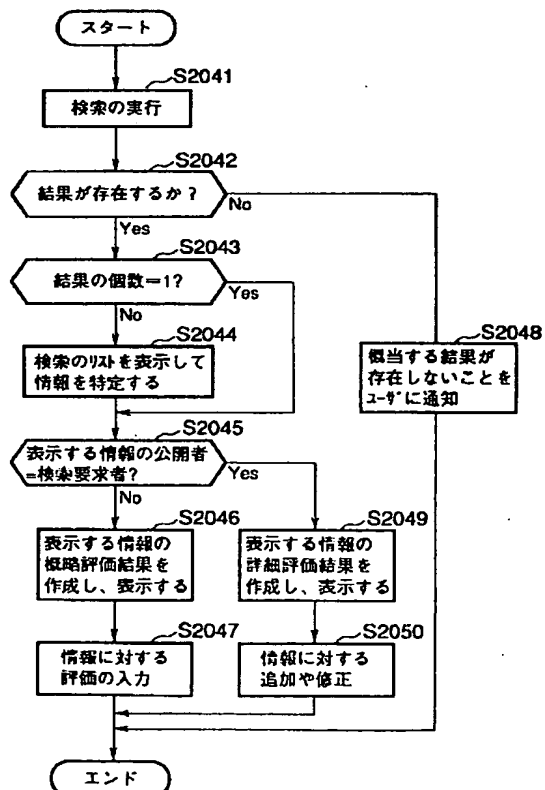 スタート
S2041
検索の実行
S2042
結果が存在するか?
No
Yes
S2043
結果の個数=1?
Yes
No
S2044
検索のリストを表示して
情報を特定する
S2048
概当する結果が
存在しないことを
ユーザに通知
S2045
表示する情報の公開者
=検索要求者?
Yes
No
S2046
表示する情報の
概略評価結果を
作成し、表示する
S2049
表示する情報の
詳細評価結果を
作成し、表示する
S2047
情報に対する
評価の入力
S2050
情報に対する
追加や修正
エンド